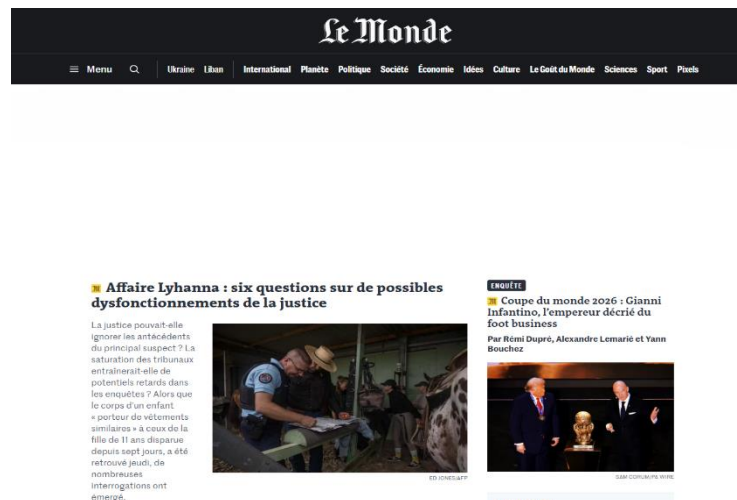 Le Monde
Menu Ukraine Liban International Planète Politique Société Économie Idées Culture Le Goût du Monde Sciences Sport Pixels
Affaire Lyhanna : six questions sur de possibles
dysfonctionnements de la justice
La justice pouvait-elle
ignorer les antécédents
du principal suspect ? La
saturation des tribunaux
entraînerait-elle de
potentiels retards dans
les enquêtes ? Alors que
le corps d'un enfant
« porteur de vêtements
similaires » à ceux de la
fille de 11 ans disparue
depuis sept jours, a été
retrouvé jeudi, de
nombreuses
interrogations ont
émergé.
ED JONES/AFP
ENQUÊTE
Coupe du monde 2026 : Gianni
Infantino, l'empereur décrié du
foot business
Par Rémi Dupré, Alexandre Lemarié et Yann
Bouchez
SAM CORUM/PA WIRE